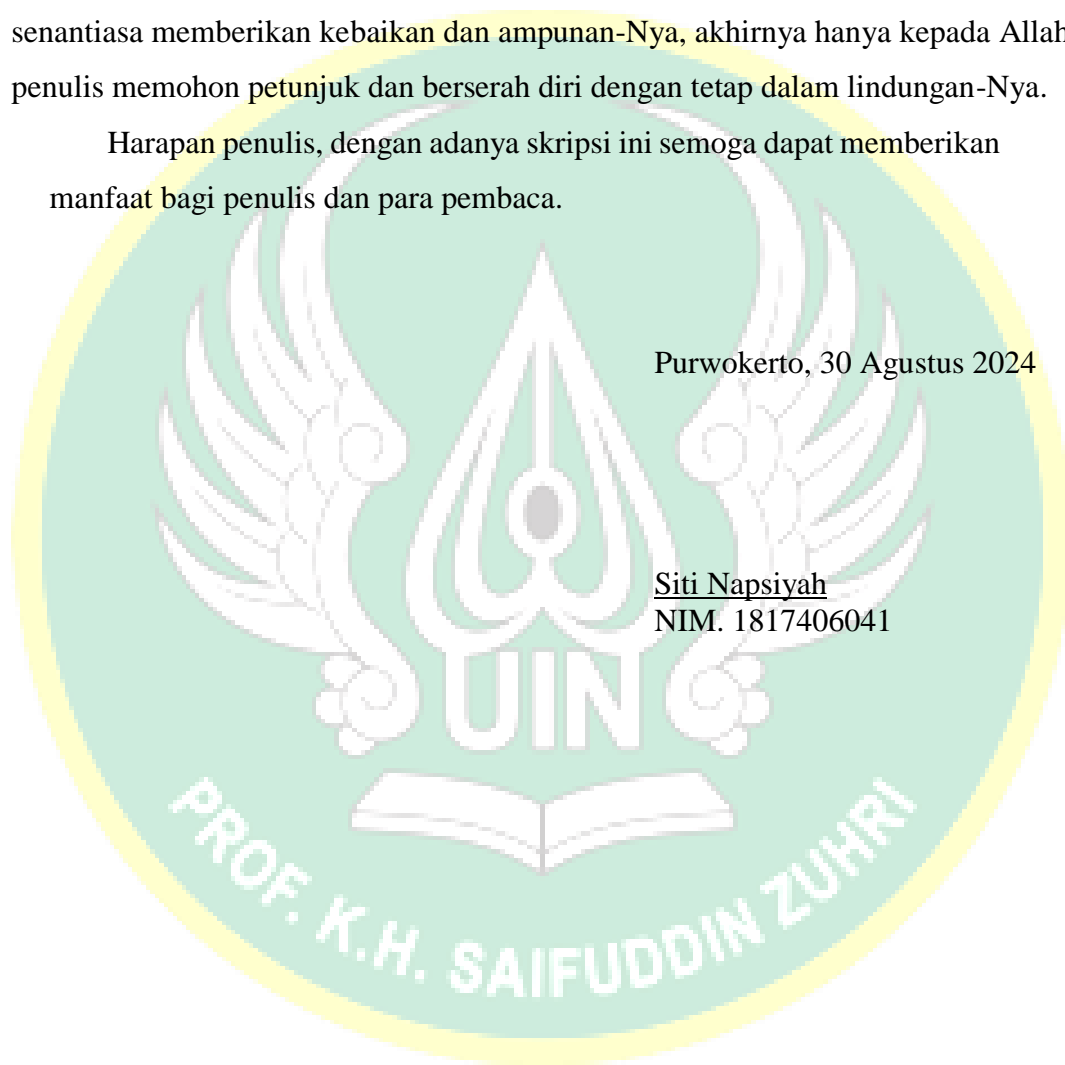 senantiasa memberikan kebaikan dan ampunan-Nya, akhirnya hanya kepada Allah
penulis memohon petunjuk dan berserah diri dengan tetap dalam lindungan-Nya.
Harapan penulis, dengan adanya skripsi ini semoga dapat memberikan
manfaat bagi penulis dan para pembaca.
Purwokerto, 30 Agustus 2024
Siti Napsiyah
NIM. 1817406041
UIN
PROF. K.H. SAIFUDDIN ZUHRI